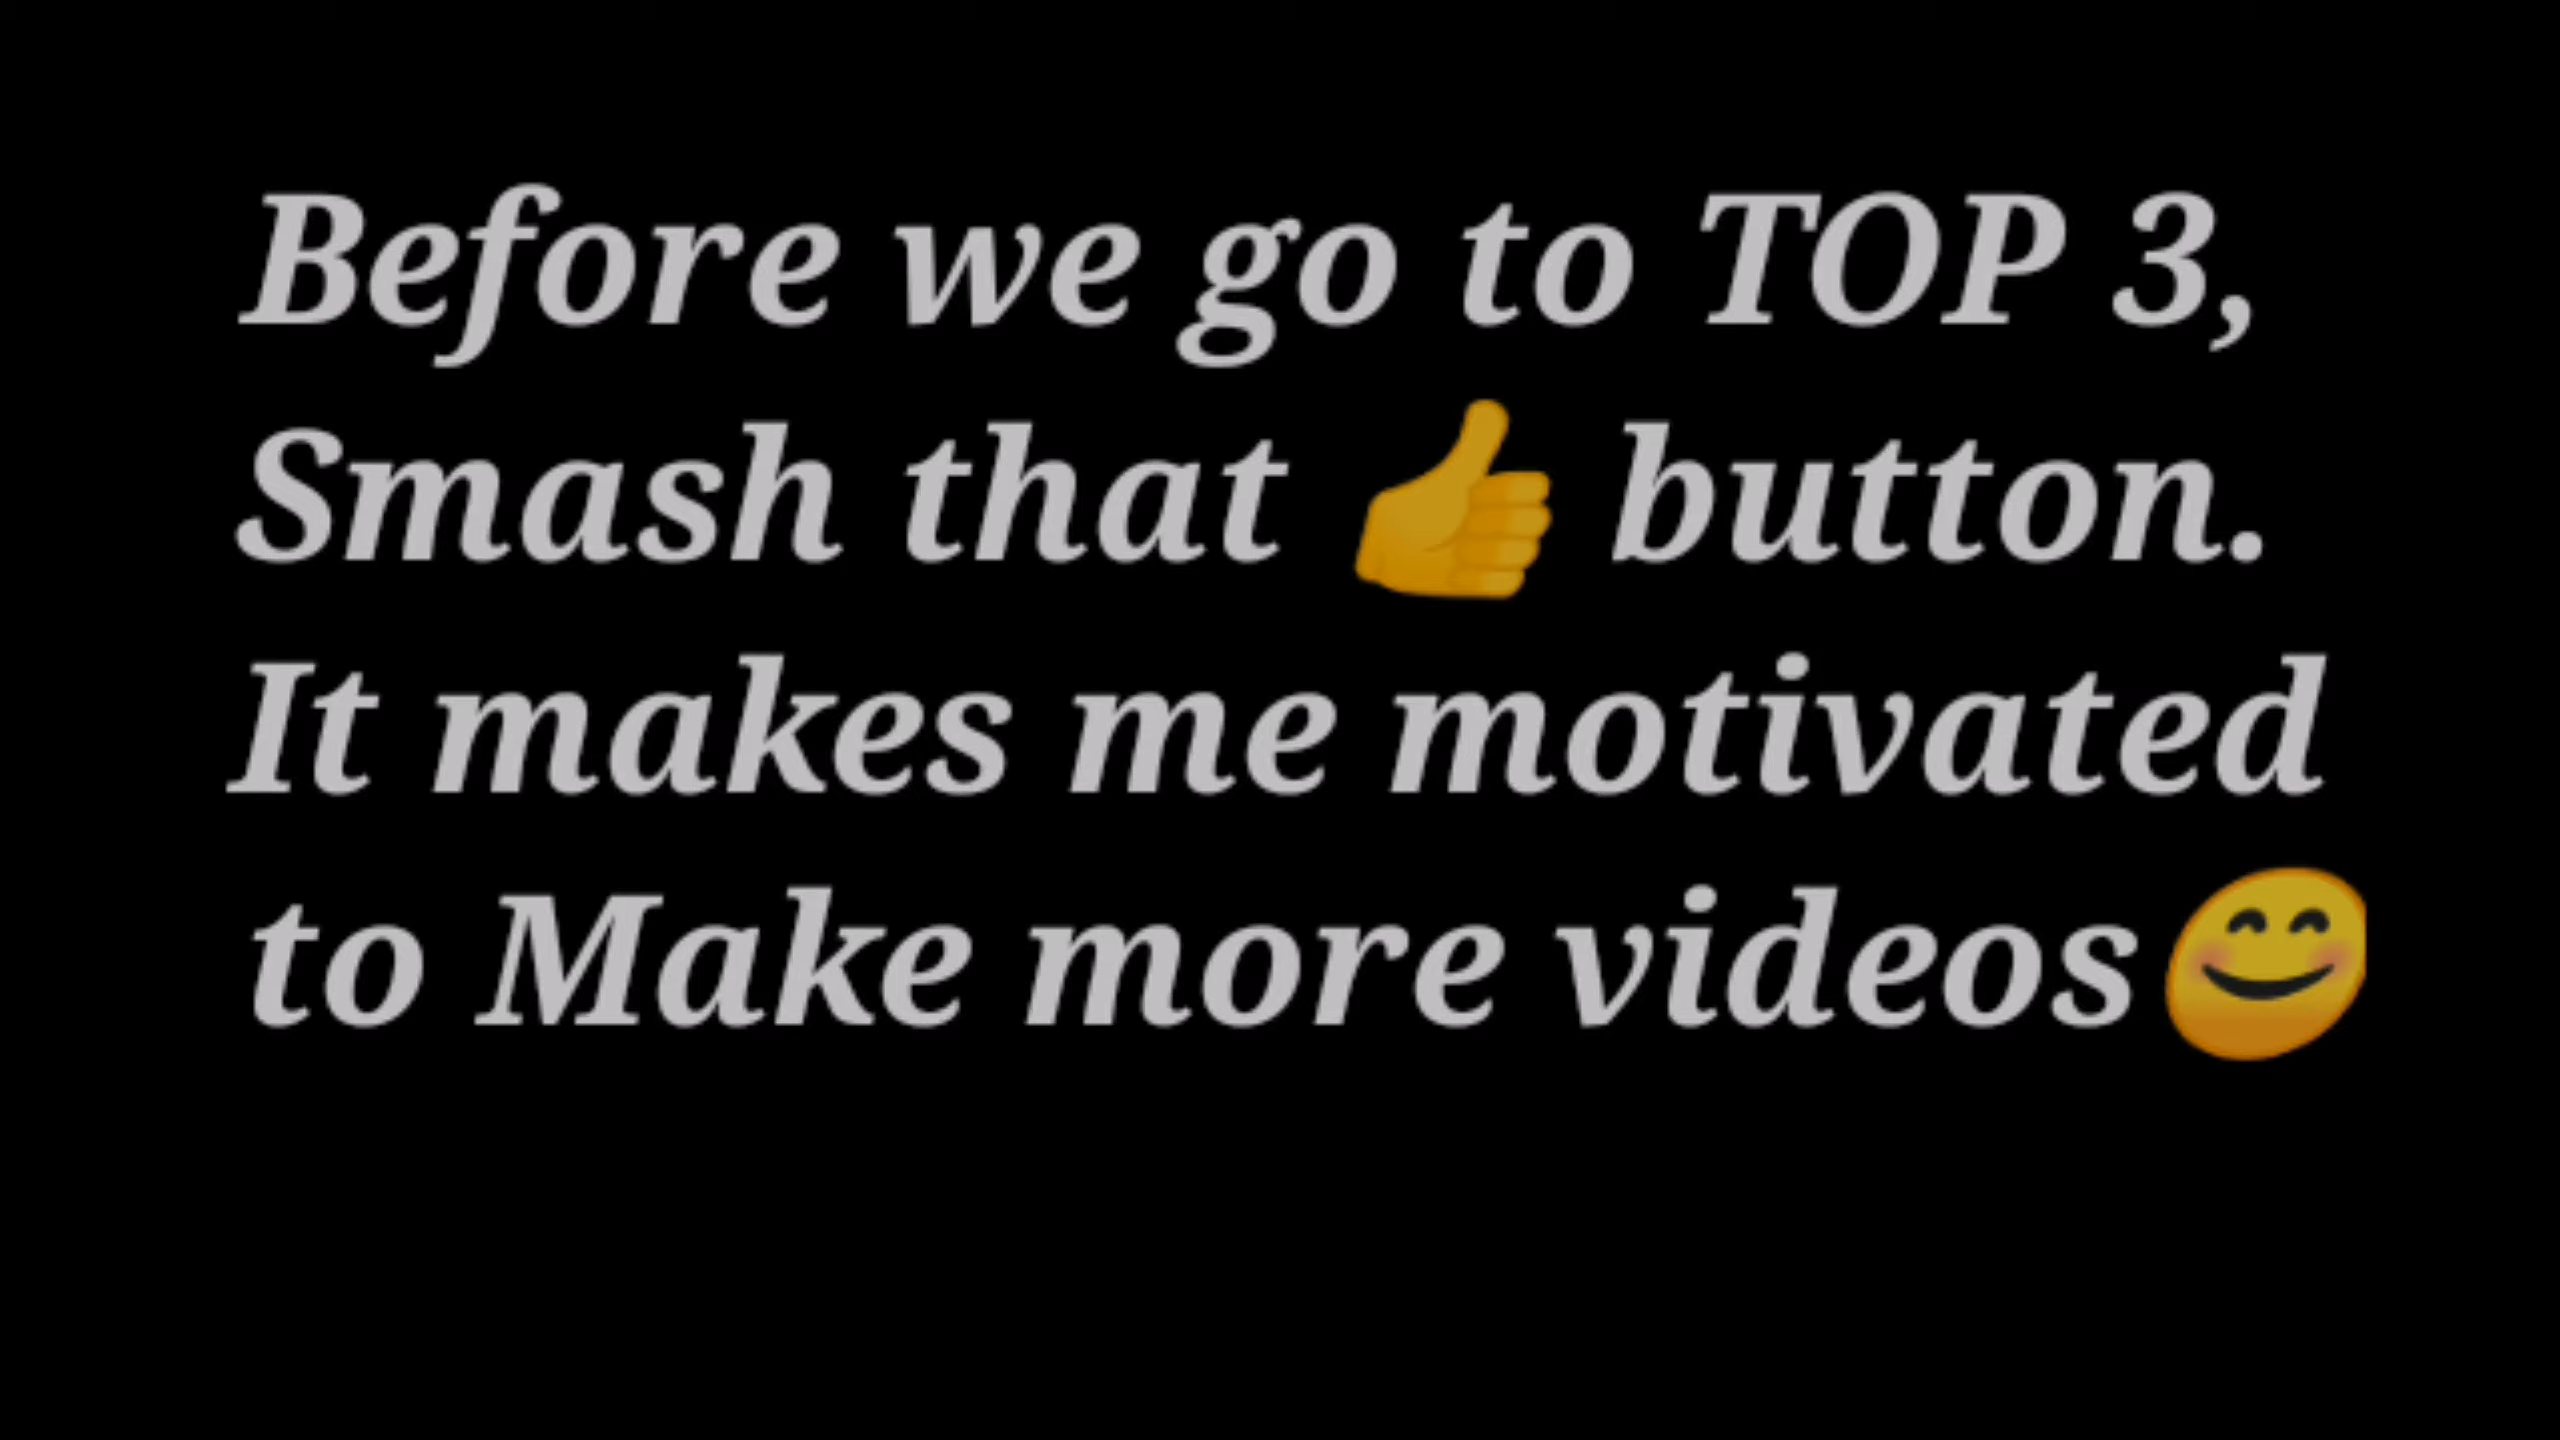 Before we go to TOP 3,
Smash that 👍 button.
It makes me motivated
to Make more videos😊